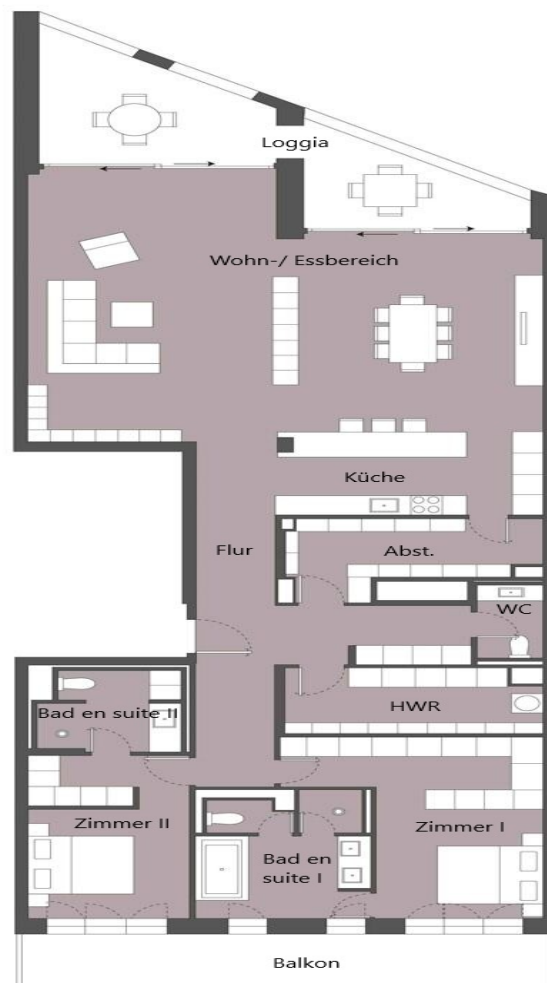 Loggia
Wohn-/ Essbereich
Küche
Flur
Abst.
WC
HWR
Bad en suite II
Zimmer II
Zimmer I
Bad en
suite I
Balkon